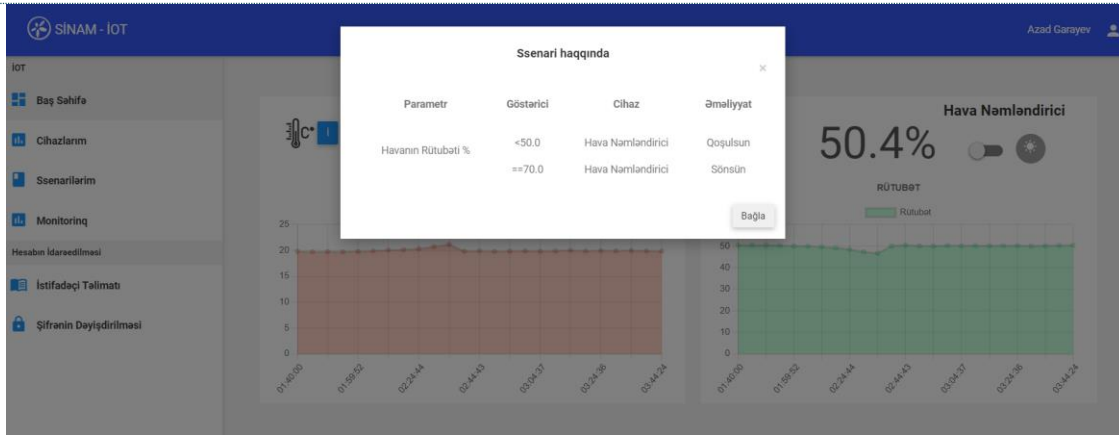 SİNAM - İOT
Azad Garayev
İOT
Baş Səhifə
Cihazlarım
Ssenarilərim
Monitorinq
Hesabın İdarəedilməsi
İstifadəçi Təlimatı
Şifrənin Dəyişdirilməsi
Ssenari haqqında
×
Parametr Göstərici Cihaz Əməliyyat
Havanın Rütubəti % <50.0 Hava Nəmləndirici Qoşulsun
==70.0 Hava Nəmləndirici Sönsün
Bağla
C°
i
25
20
15
10
5
0
01:40:00 01:59:52 02:24:44 02:44:43 03:04:37 03:24:36 03:44:24
Hava Nəmləndirici
50.4%
RÜTUBƏT
Rütubət
50
40
30
20
10
0
01:40:00 01:59:52 02:24:44 02:44:43 03:04:37 03:24:36 03:44:24